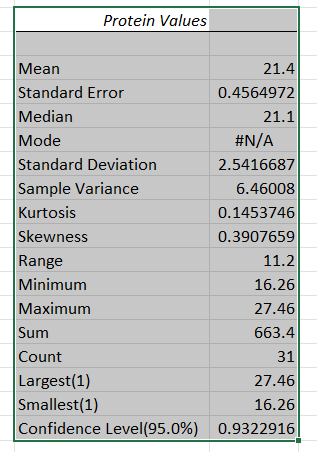 Protein Values
Mean 21.4
Standard Error 0.4564972
Median 21.1
Mode #N/A
Standard Deviation 2.5416687
Sample Variance 6.46008
Kurtosis 0.1453746
Skewness 0.3907659
Range 11.2
Minimum 16.26
Maximum 27.46
Sum 663.4
Count 31
Largest(1) 27.46
Smallest(1) 16.26
Confidence Level(95.0%) 0.9322916